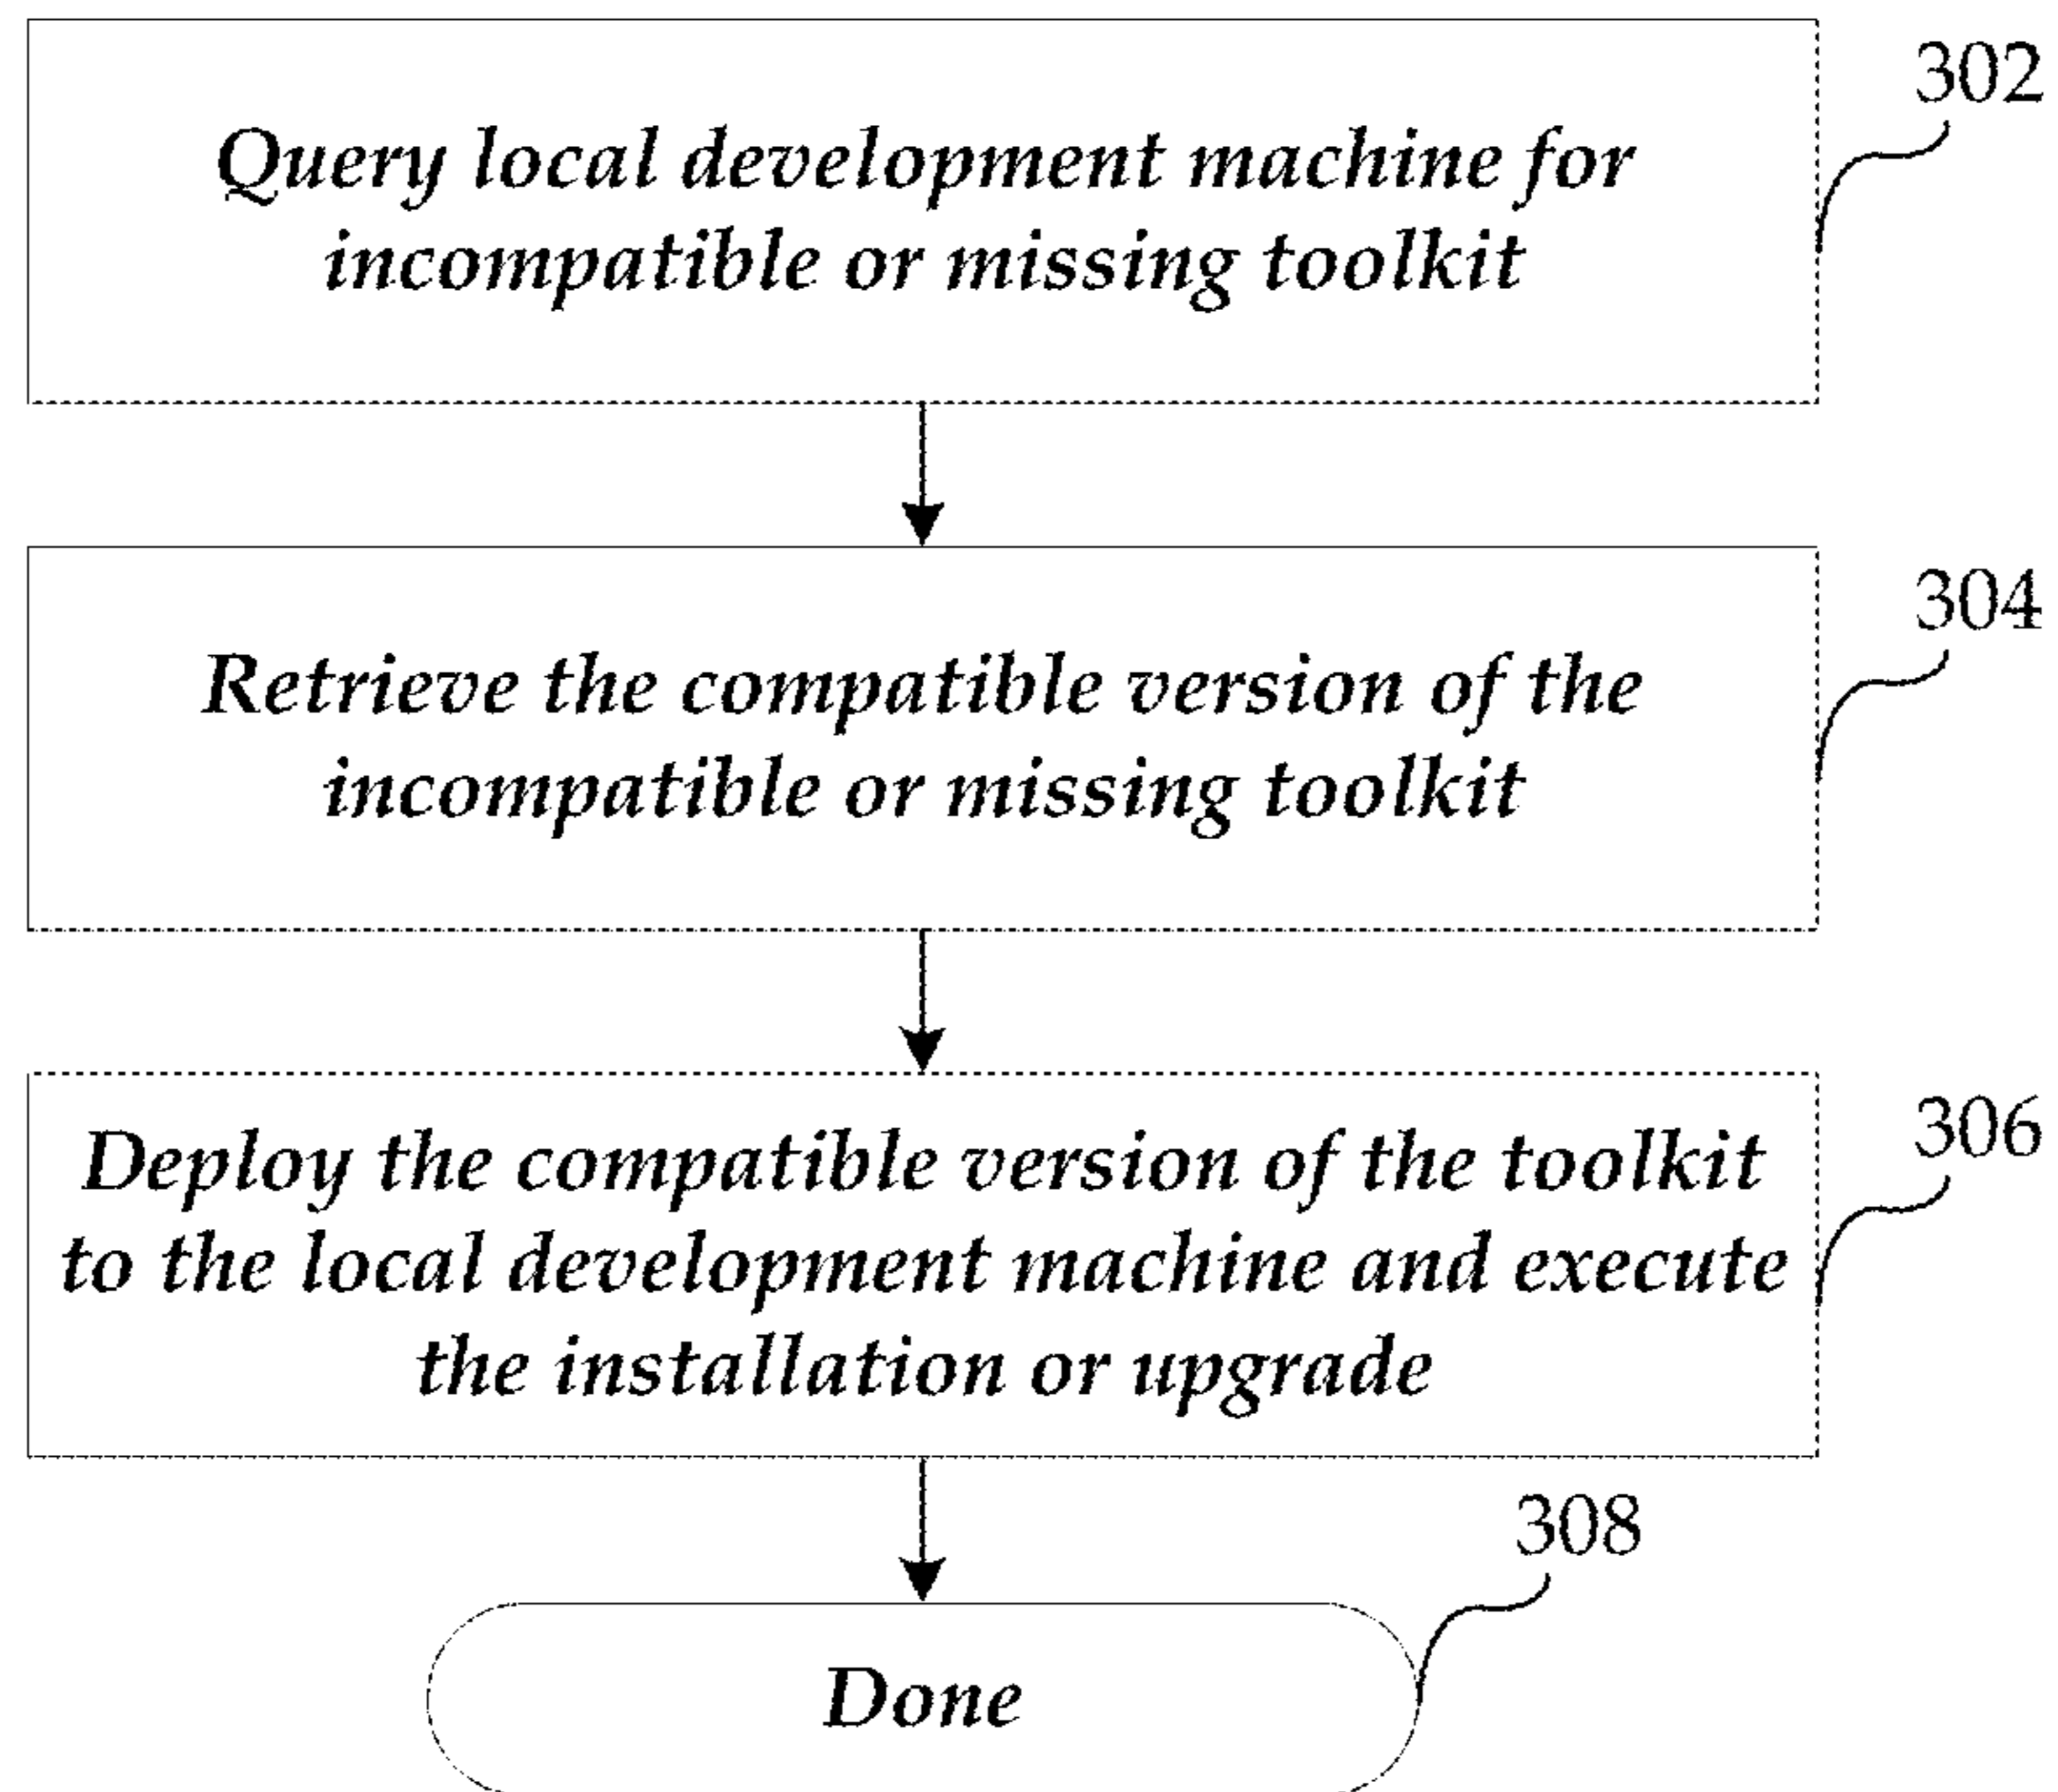 302
Query local development machine for
incompatible or missing toolkit
304
Retrieve the compatible version of the
incompatible or missing toolkit
306
Deploy the compatible version of the toolkit
to the local development machine and execute
the installation or upgrade
308
Done